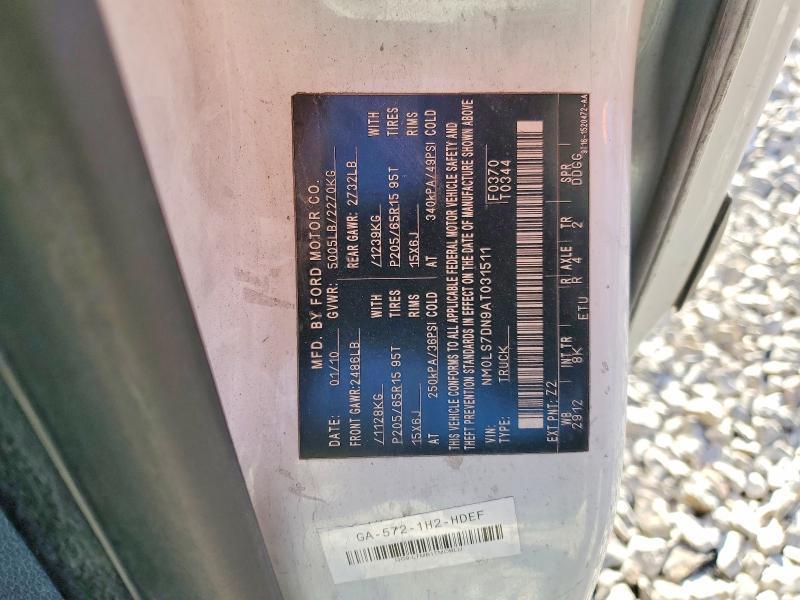 MFD. BY FORD MOTOR CO.
DATE: 01/10 GVWR: 5005LB/2270KG
FRONT GAWR:2486LB REAR GAWR: 2732LB
/1128KG WITH /1239KG WITH
P205/65R15 95T TIRES P205/65R15 95T TIRES
15X6J RIMS 15X6J RIMS
AT 250kPA/36PSI COLD AT 340kPA/49PSI COLD
THIS VEHICLE CONFORMS TO ALL APPLICABLE FEDERAL MOTOR VEHICLE SAFETY AND
THEFT PREVENTION STANDARDS IN EFFECT ON THE DATE OF MANUFACTURE SHOWN ABOVE
VIN: NM0LS7DN9AT031511
TYPE: TRUCK F0370
T0344
EXT PNT: Z2
WB INT TR R AXLE TR SPR
2912 8K ETU R 4 2 DDGG
9T16-1520472-AA
GA-572-1H2-HDEF